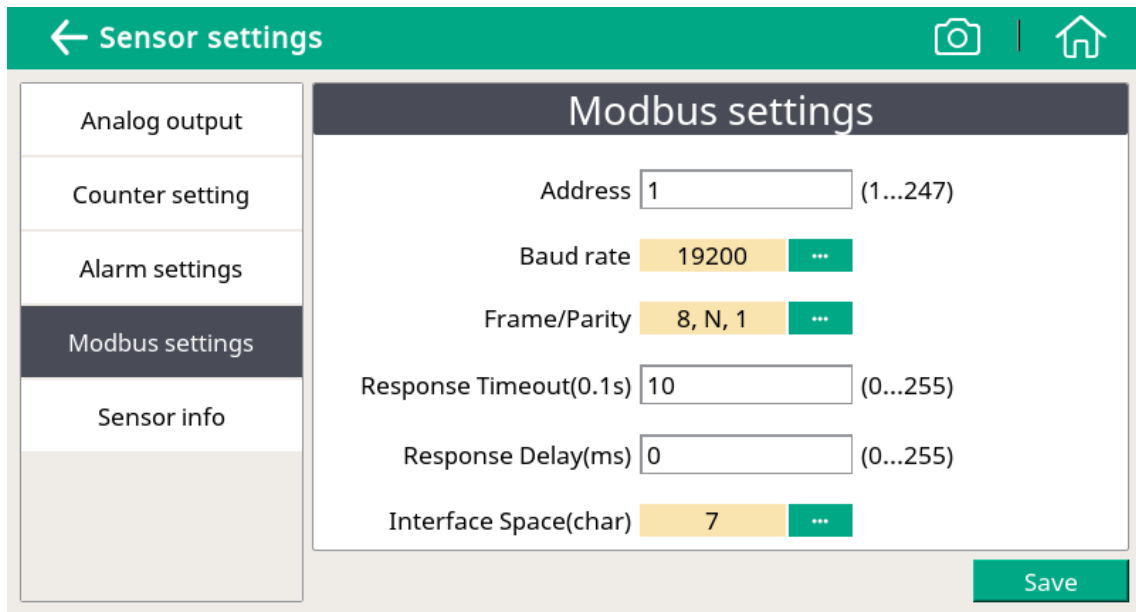 Sensor settings
Analog output
Counter setting
Alarm settings
Modbus settings
Sensor info
Modbus settings
Address 1 (1...247)
Baud rate 19200 ...
Frame/Parity 8, N, 1 ...
Response Timeout(0.1s) 10 (0...255)
Response Delay(ms) 0 (0...255)
Interface Space(char) 7 ...
Save